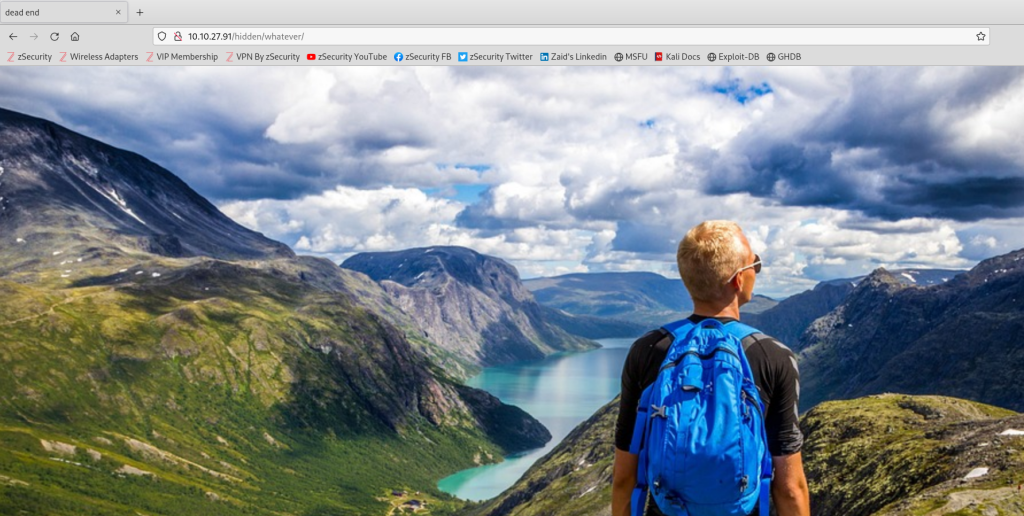 dead end
10.10.27.91/hidden/whatever/
zSecurity Wireless Adapters VIP Membership VPN By zSecurity zSecurity YouTube zSecurity FB zSecurity Twitter Zaid's Linkedin MSFU Kali Docs Exploit-DB GHDB